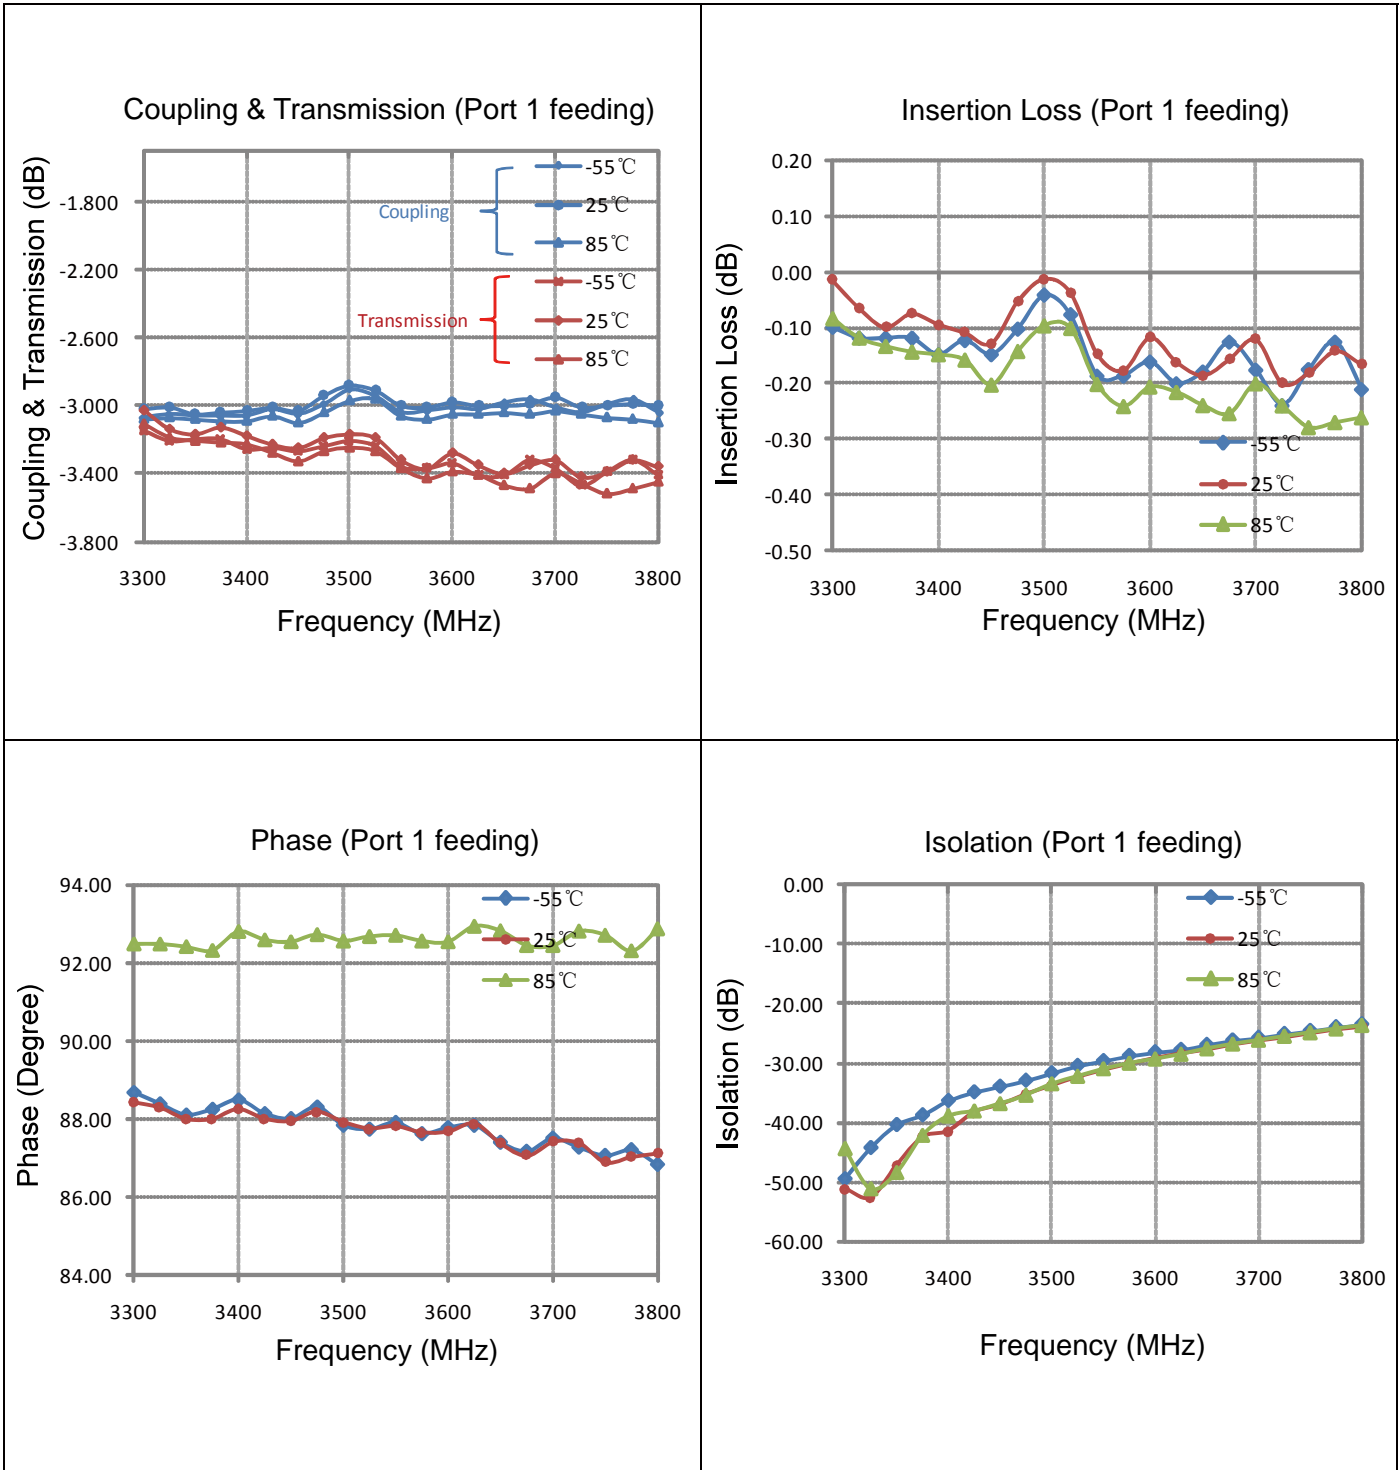 Coupling & Transmission (Port 1 feeding)
Coupling & Transmission (dB)
-1.800
-2.200
-2.600
-3.000
-3.400
-3.800
Coupling
Transmission
-55℃
25℃
85℃
-55℃
25℃
85℃
3300 3400 3500 3600 3700 3800
Frequency (MHz)
Insertion Loss (Port 1 feeding)
Insertion Loss (dB)
0.20
0.10
0.00
-0.10
-0.20
-0.30
-0.40
-0.50
-55℃
25℃
85℃
3300 3400 3500 3600 3700 3800
Frequency (MHz)
Phase (Port 1 feeding)
Phase (Degree)
94.00
92.00
90.00
88.00
86.00
84.00
-55℃
25℃
85℃
3300 3400 3500 3600 3700 3800
Frequency (MHz)
Isolation (Port 1 feeding)
Isolation (dB)
0.00
-10.00
-20.00
-30.00
-40.00
-50.00
-60.00
-55℃
25℃
85℃
3300 3400 3500 3600 3700 3800
Frequency (MHz)